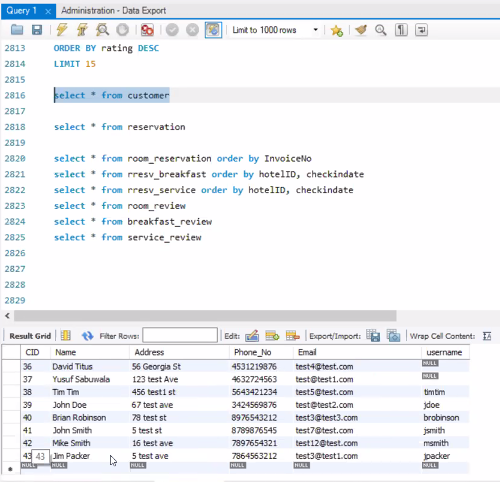 Query 1 × Administration - Data Export
Limit to 1000 rows
2813 ORDER BY rating DESC
2814 LIMIT 15
2815
2816 select * from customer
2817
2818 select * from reservation
2819
2820 select * from room_reservation order by InvoiceNo
2821 select * from rresv_breakfast order by hotelID, checkindate
2822 select * from rresv_service order by hotelID, checkindate
2823 select * from room_review
2824 select * from breakfast_review
2825 select * from service_review
2826
2827
2828
2829
Result Grid Filter Rows: Edit: Export/Import: Wrap Cell Content:
CID Name Address Phone_No Email username
36 David Titus 56 Georgia St 4531219876 test4@test.com NULL
37 Yusuf Sabuwala 123 test Ave 4632724563 test1@test.com NULL
38 Tim Tim 456 test1 st 5643421234 test5@test.com timtim
39 John Doe 67 test ave 3424569876 test2@test.com jdoe
40 Brian Robinson 78 test st 8976543212 test3@test3.com brobinson
41 John Smith 5 test st 8789876545 test7@test.com jsmith
42 Mike Smith 16 test ave 7897654321 test12@test.com msmith
43 43 Jim Packer 5 test ave 7864563212 test3@test1.com jpacker
NULL NULL NULL NULL NULL NULL